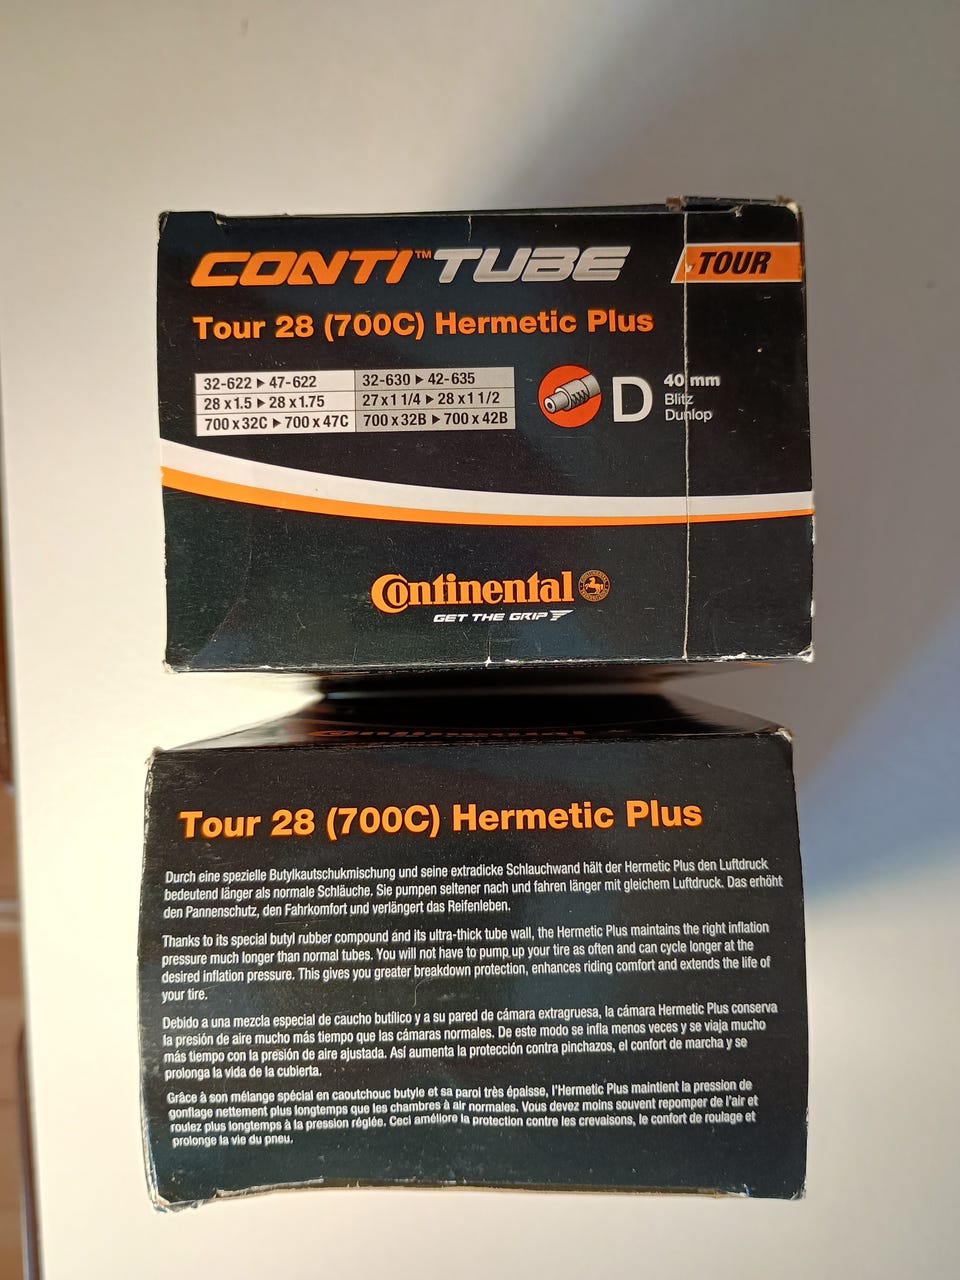 CONTI™ TUBE
TOUR
Tour 28 (700C) Hermetic Plus
32-622 ▶ 47-622
32-630 ▶ 42-635
28 x 1.5 ▶ 28 x 1.75
27 x 1 1/4 ▶ 28 x 1 1/2
700 x 32C ▶ 700 x 47C
700 x 32B ▶ 700 x 42B
D
40 mm
Blitz
Dunlop
Continental
GET THE GRIP
Continental
Tour 28 (700C) Hermetic Plus
Durch eine spezielle Butylkautschukmischung und seine extradicke Schlauchwand hält der Hermetic Plus den Luftdruck
bedeutend länger als normale Schläuche. Sie pumpen seltener nach und fahren länger mit gleichem Luftdruck. Das erhöht
den Pannenschutz, den Fahrkomfort und verlängert das Reifenleben.
Thanks to its special butyl rubber compound and its ultra-thick tube wall, the Hermetic Plus maintains the right inflation
pressure much longer than normal tubes. You will not have to pump up your tire as often and can cycle longer at the
desired inflation pressure. This gives you greater breakdown protection, enhances riding comfort and extends the life of
your tire.
Debido a una mezcla especial de caucho butílico y a su pared de cámara extragruesa, la cámara Hermetic Plus conserva
la presión de aire mucho más tiempo que las cámaras normales. De este modo se infla menos veces y se viaja mucho
más tiempo con la presión de aire ajustada. Así aumenta la protección contra pinchazos, el confort de marcha y se
prolonga la vida de la cubierta.
Grâce à son mélange spécial en caoutchouc butyle et sa paroi très épaisse, l'Hermetic Plus maintient la pression de
gonflage nettement plus longtemps que les chambres à air normales. Vous devez moins souvent repomper de l'air et
roulez plus longtemps à la pression réglée. Ceci améliore la protection contre les crevaisons, le confort de roulage et
prolonge la vie du pneu.